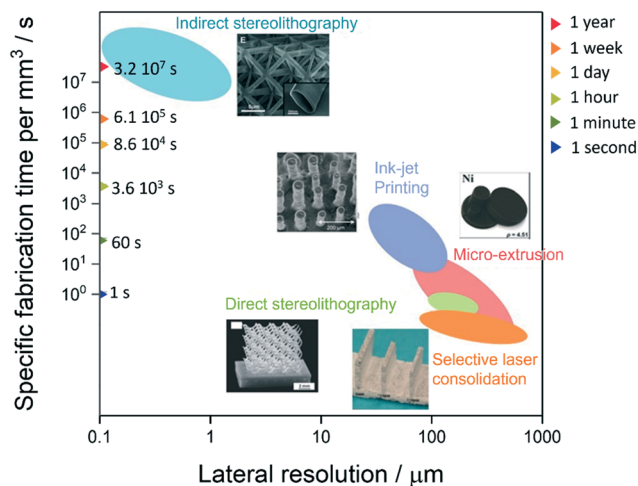 Indirect stereolithography
E
5µm
1 year
1 week
1 day
1 hour
1 minute
1 second
Specific fabrication time per mm³ / s
10⁷
10⁶
10⁵
10⁴
10³
10²
10¹
10⁰
3.2 10⁷ s
6.1 10⁵ s
8.6 10⁴ s
3.6 10³ s
60 s
1 s
Ink-jet
Printing
200 µm
Ni
ρ = 4.51
Micro-extrusion
Direct stereolithography
2 mm
Selective laser
consolidation
0.1
1
10
100
1000
Lateral resolution / µm